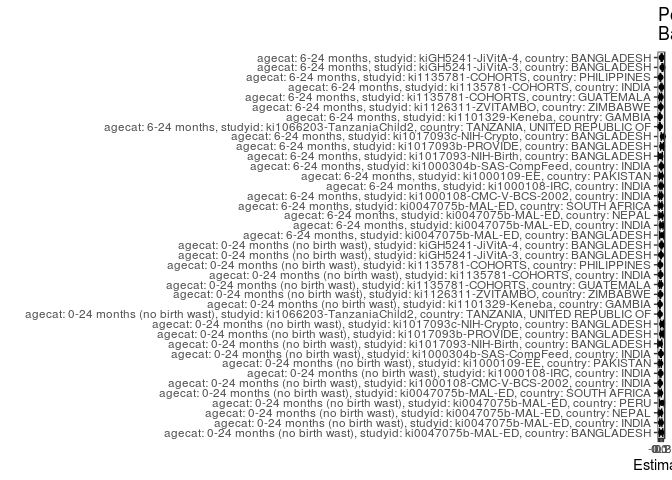 Po
Ba
agecat: 6-24 months, studyid: kiGH5241-JiVitA-4, country: BANGLADESH
agecat: 6-24 months, studyid: kiGH5241-JiVitA-3, country: BANGLADESH
agecat: 6-24 months, studyid: ki1135781-COHORTS, country: PHILIPPINES
agecat: 6-24 months, studyid: ki1135781-COHORTS, country: INDIA
agecat: 6-24 months, studyid: ki1135781-COHORTS, country: GUATEMALA
agecat: 6-24 months, studyid: ki1126311-ZVITAMBO, country: ZIMBABWE
agecat: 6-24 months, studyid: ki1101329-Keneba, country: GAMBIA
agecat: 6-24 months, studyid: ki1066203-TanzaniaChild2, country: TANZANIA, UNITED REPUBLIC OF
agecat: 6-24 months, studyid: ki1017093c-NIH-Crypto, country: BANGLADESH
agecat: 6-24 months, studyid: ki1017093b-PROVIDE, country: BANGLADESH
agecat: 6-24 months, studyid: ki1017093-NIH-Birth, country: BANGLADESH
agecat: 6-24 months, studyid: ki1000304b-SAS-CompFeed, country: INDIA
agecat: 6-24 months, studyid: ki1000109-EE, country: PAKISTAN
agecat: 6-24 months, studyid: ki1000108-IRC, country: INDIA
agecat: 6-24 months, studyid: ki1000108-CMC-V-BCS-2002, country: INDIA
agecat: 6-24 months, studyid: ki0047075b-MAL-ED, country: SOUTH AFRICA
agecat: 6-24 months, studyid: ki0047075b-MAL-ED, country: NEPAL
agecat: 6-24 months, studyid: ki0047075b-MAL-ED, country: INDIA
agecat: 6-24 months, studyid: ki0047075b-MAL-ED, country: BANGLADESH
agecat: 0-24 months (no birth wast), studyid: kiGH5241-JiVitA-4, country: BANGLADESH
agecat: 0-24 months (no birth wast), studyid: kiGH5241-JiVitA-3, country: BANGLADESH
agecat: 0-24 months (no birth wast), studyid: ki1135781-COHORTS, country: PHILIPPINES
agecat: 0-24 months (no birth wast), studyid: ki1135781-COHORTS, country: INDIA
agecat: 0-24 months (no birth wast), studyid: ki1135781-COHORTS, country: GUATEMALA
agecat: 0-24 months (no birth wast), studyid: ki1126311-ZVITAMBO, country: ZIMBABWE
agecat: 0-24 months (no birth wast), studyid: ki1101329-Keneba, country: GAMBIA
agecat: 0-24 months (no birth wast), studyid: ki1066203-TanzaniaChild2, country: TANZANIA, UNITED REPUBLIC OF
agecat: 0-24 months (no birth wast), studyid: ki1017093c-NIH-Crypto, country: BANGLADESH
agecat: 0-24 months (no birth wast), studyid: ki1017093b-PROVIDE, country: BANGLADESH
agecat: 0-24 months (no birth wast), studyid: ki1017093-NIH-Birth, country: BANGLADESH
agecat: 0-24 months (no birth wast), studyid: ki1000304b-SAS-CompFeed, country: INDIA
agecat: 0-24 months (no birth wast), studyid: ki1000109-EE, country: PAKISTAN
agecat: 0-24 months (no birth wast), studyid: ki1000108-IRC, country: INDIA
agecat: 0-24 months (no birth wast), studyid: ki1000108-CMC-V-BCS-2002, country: INDIA
agecat: 0-24 months (no birth wast), studyid: ki0047075b-MAL-ED, country: SOUTH AFRICA
agecat: 0-24 months (no birth wast), studyid: ki0047075b-MAL-ED, country: PERU
agecat: 0-24 months (no birth wast), studyid: ki0047075b-MAL-ED, country: NEPAL
agecat: 0-24 months (no birth wast), studyid: ki0047075b-MAL-ED, country: INDIA
agecat: 0-24 months (no birth wast), studyid: ki0047075b-MAL-ED, country: BANGLADESH
Estima